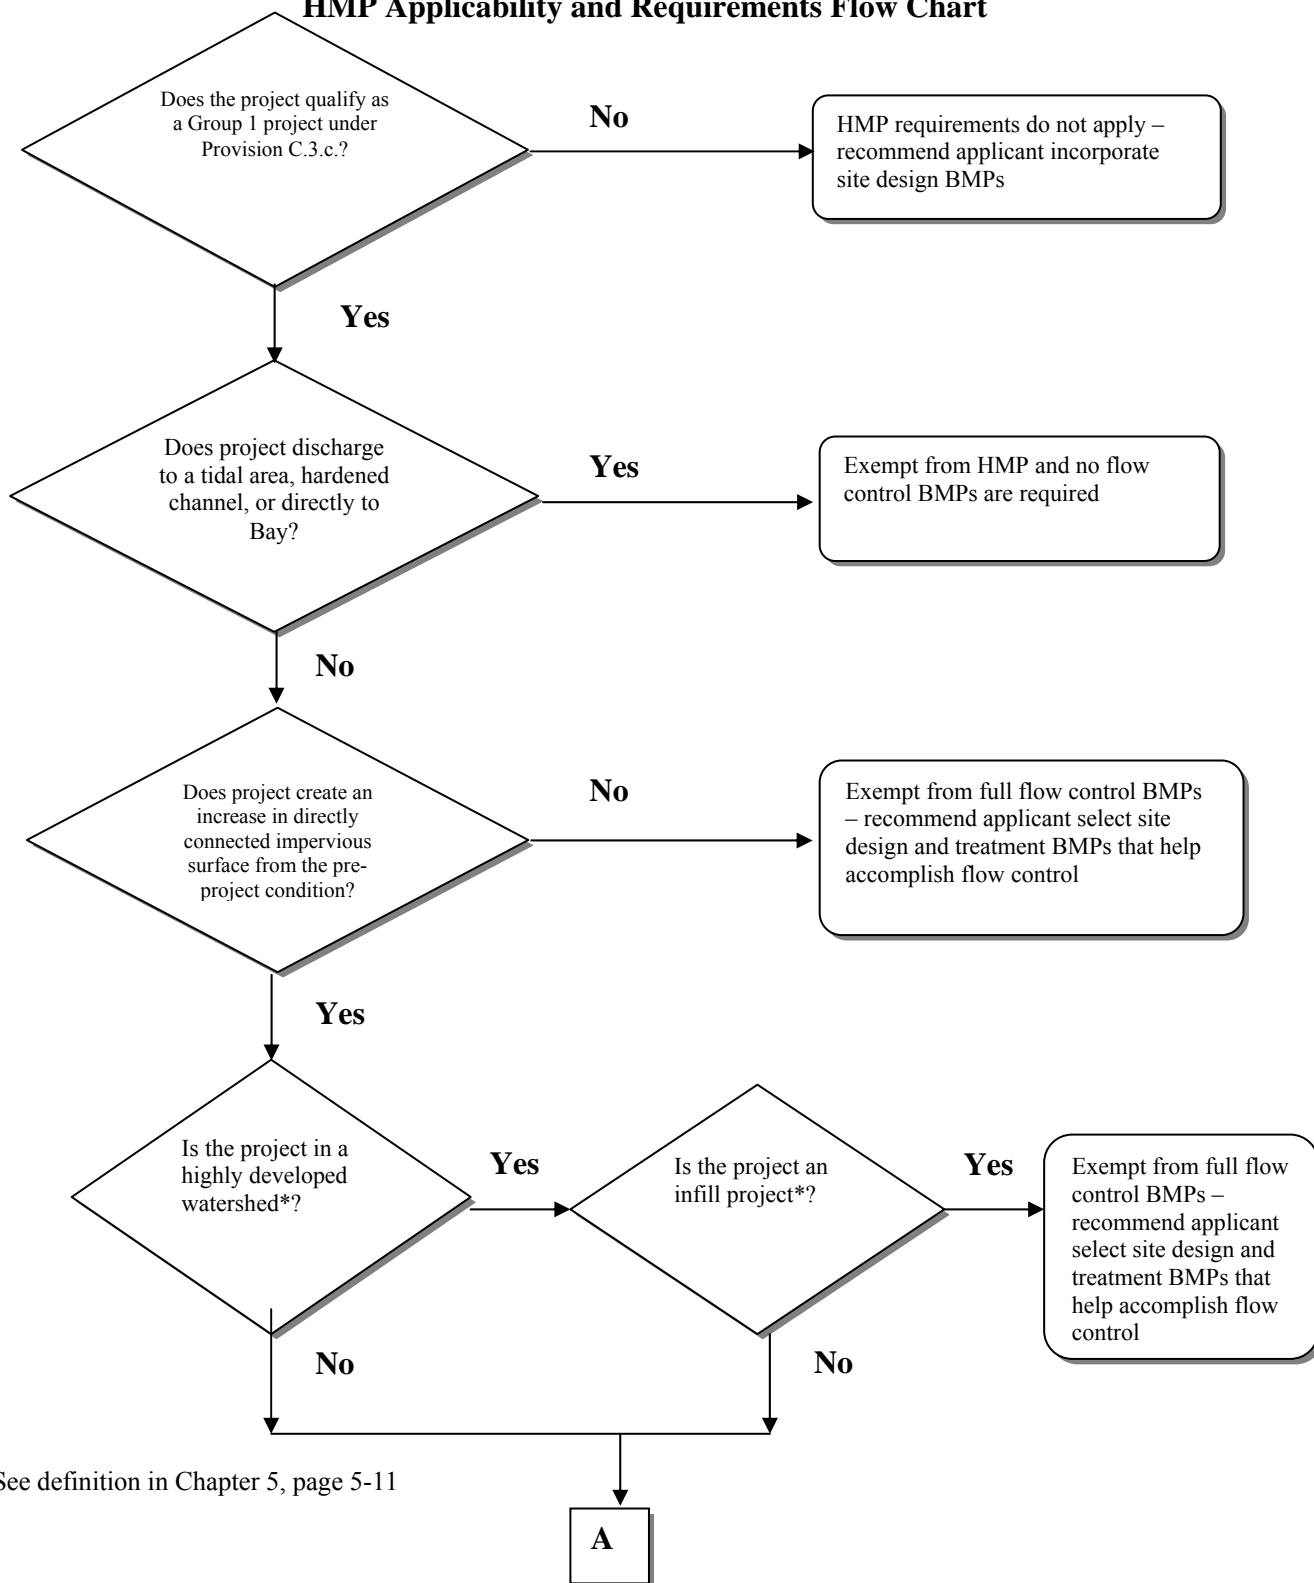 HMP Applicability and Requirements Flow Chart
Does the project qualify as
a Group 1 project under
Provision C.3.c.?
No
HMP requirements do not apply –
recommend applicant incorporate
site design BMPs
Yes
Does project discharge
to a tidal area, hardened
channel, or directly to
Bay?
Yes
Exempt from HMP and no flow
control BMPs are required
No
Does project create an
increase in directly
connected impervious
surface from the pre-
project condition?
No
Exempt from full flow control BMPs
– recommend applicant select site
design and treatment BMPs that help
accomplish flow control
Yes
Is the project in a
highly developed
watershed*?
Yes
Is the project an
infill project*?
Yes
Exempt from full flow
control BMPs –
recommend applicant
select site design and
treatment BMPs that
help accomplish flow
control
No
No
See definition in Chapter 5, page 5-11
A